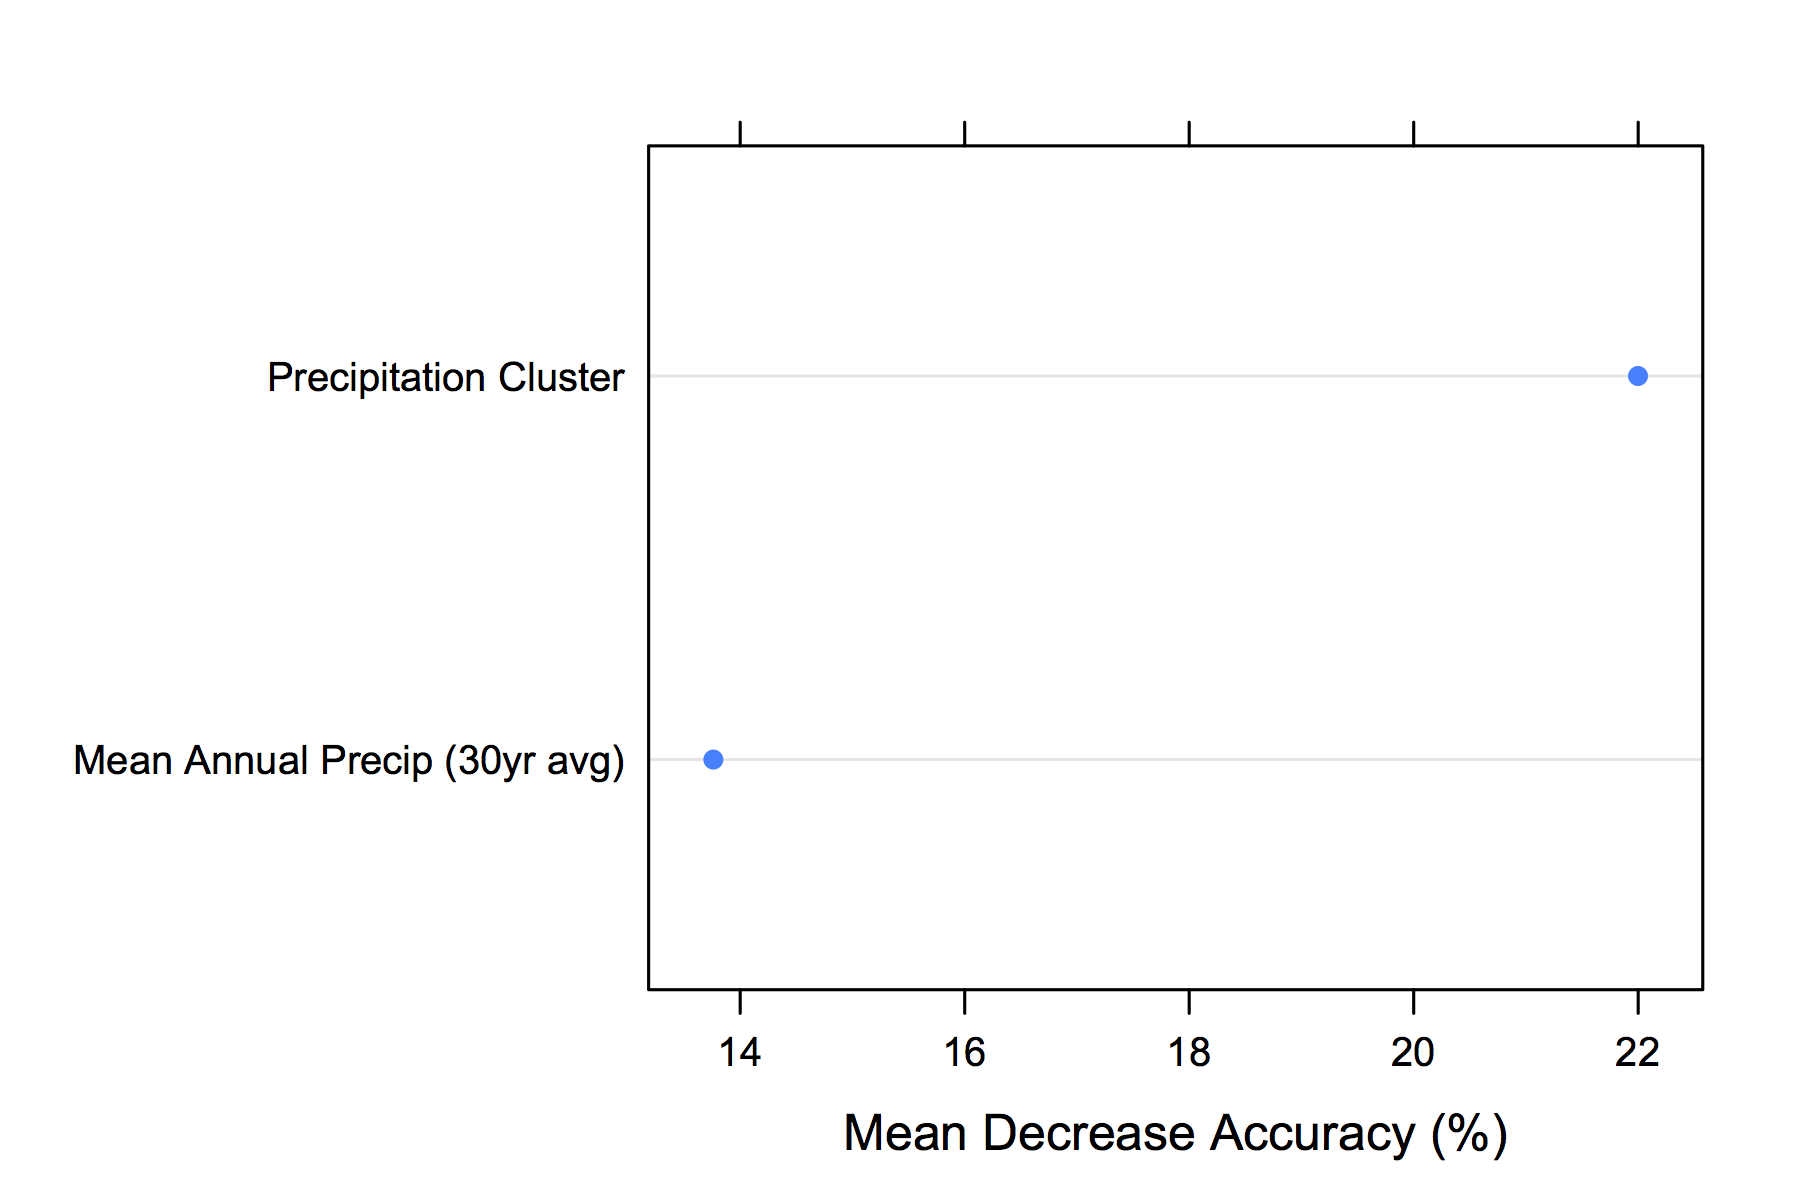 Precipitation Cluster
Mean Annual Precip (30yr avg)
14 16 18 20 22
Mean Decrease Accuracy (%)